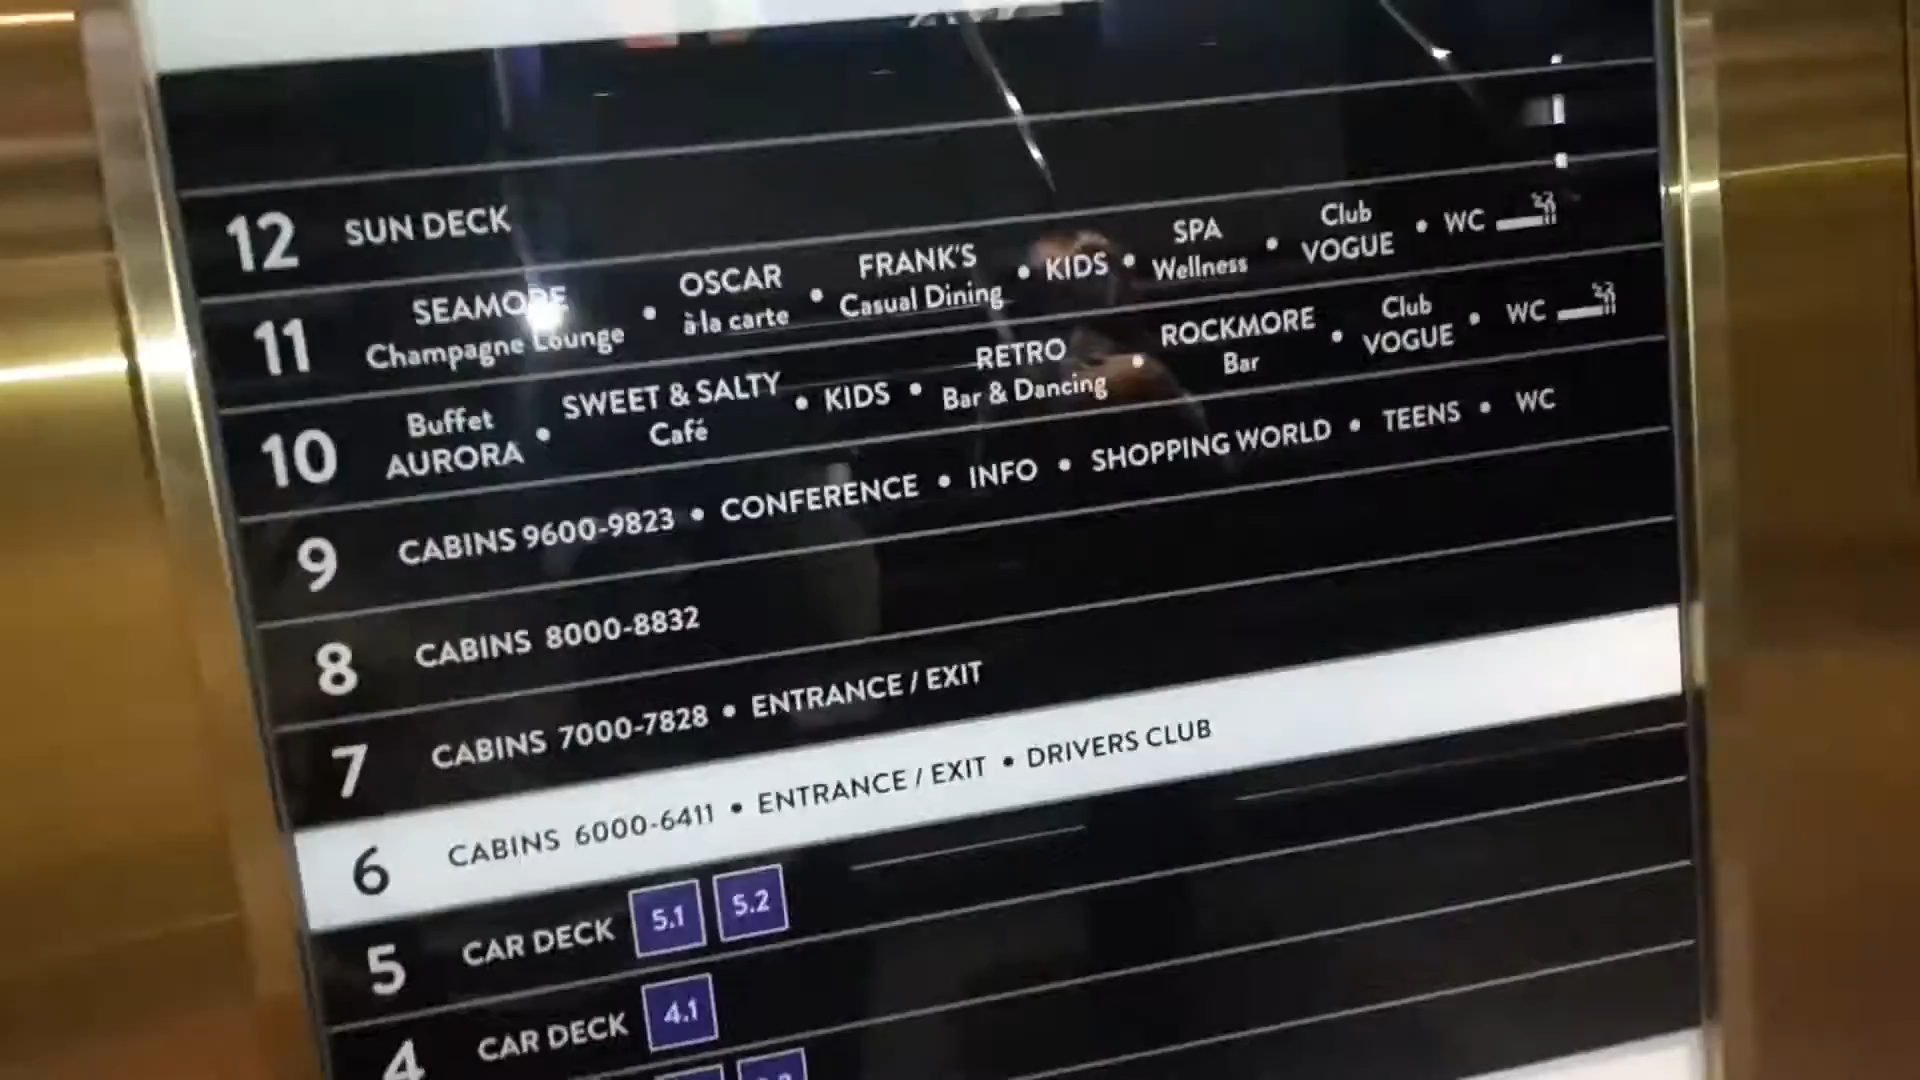 12 SUN DECK
11 SEAMORE Champagne Lounge • OSCAR à la carte • FRANK'S Casual Dining • KIDS • SPA Wellness • Club VOGUE • WC
10 Buffet AURORA • SWEET & SALTY Café • KIDS • RETRO Bar & Dancing • ROCKMORE Bar • Club VOGUE • WC
9 CABINS 9600-9823 • CONFERENCE • INFO • SHOPPING WORLD • TEENS • WC
8 CABINS 8000-8832
7 CABINS 7000-7828 • ENTRANCE / EXIT
6 CABINS 6000-6411 • ENTRANCE / EXIT • DRIVERS CLUB
5 CAR DECK 5.1 5.2
4 CAR DECK 4.1